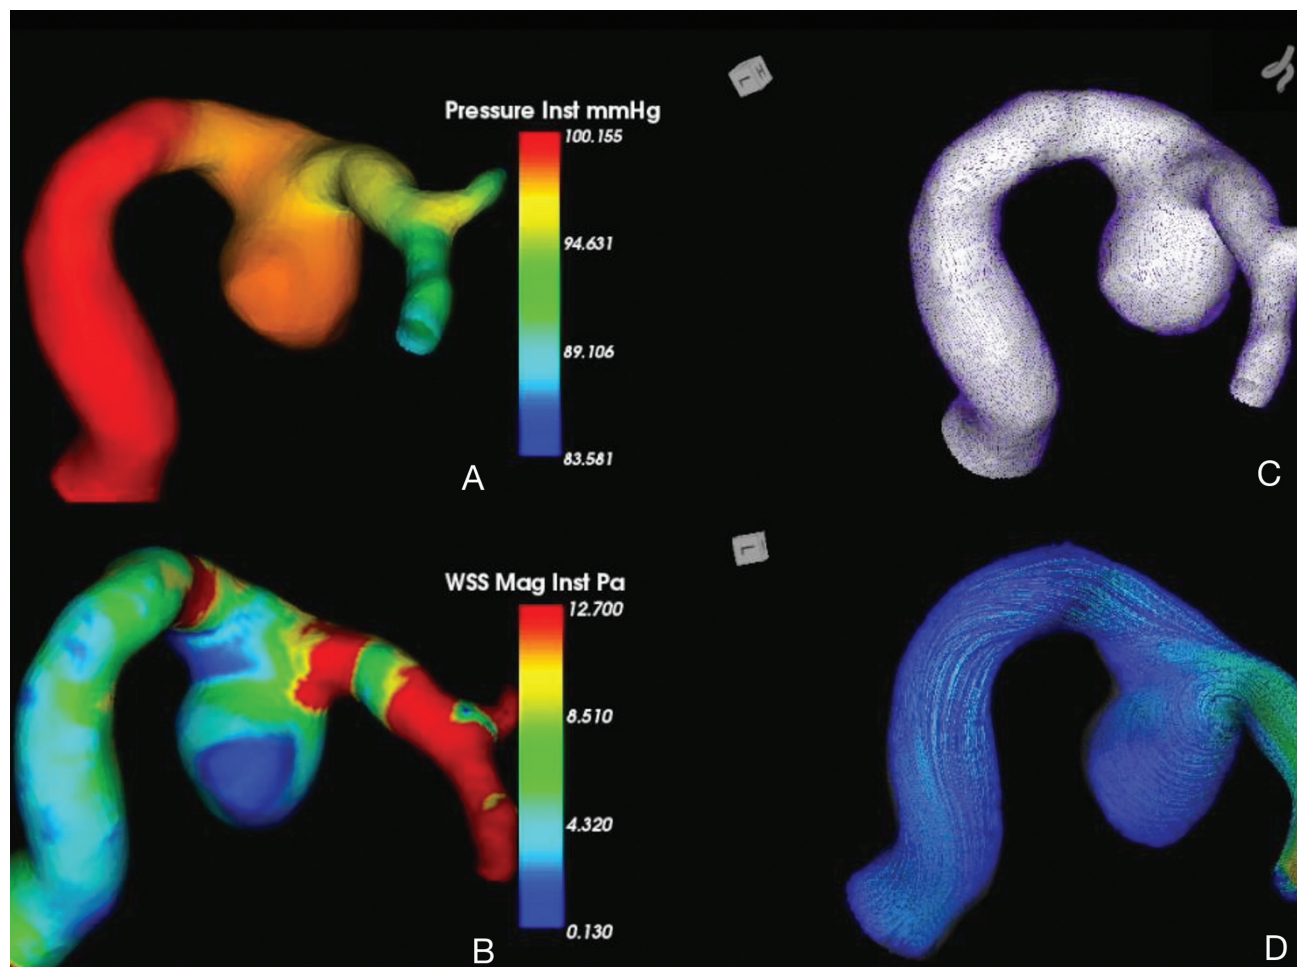 Pressure Inst mmHg
100.155
94.631
89.106
83.581
A
L H
C
WSS Mag Inst Pa
12.700
8.510
4.320
0.130
B
L
D